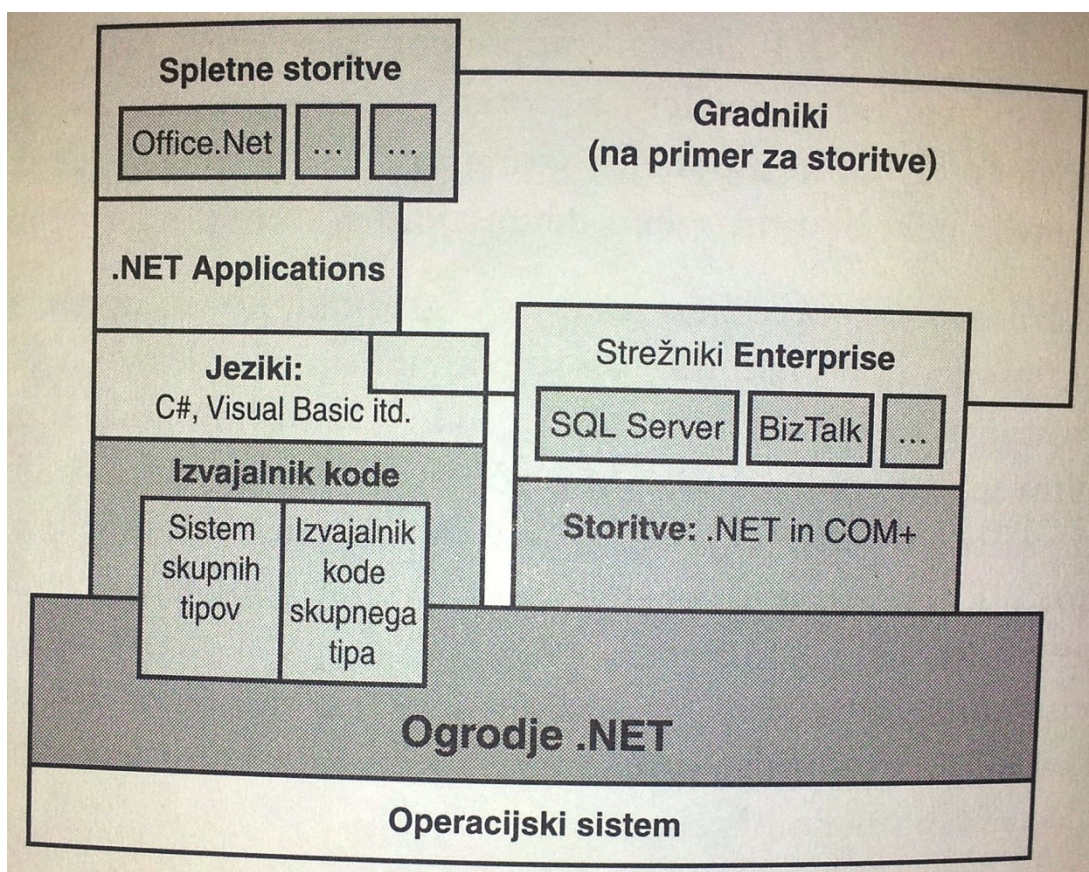 Spletne storitve
Office.Net
...
...
Gradniki
(na primer za storitve)
.NET Applications
Jeziki:
C#, Visual Basic itd.
Strežniki Enterprise
SQL Server
BizTalk
...
Izvajalnik kode
Sistem
skupnih
tipov
Izvajalnik
kode
skupnega
tipa
Storitve: .NET in COM+
Ogrodje .NET
Operacijski sistem